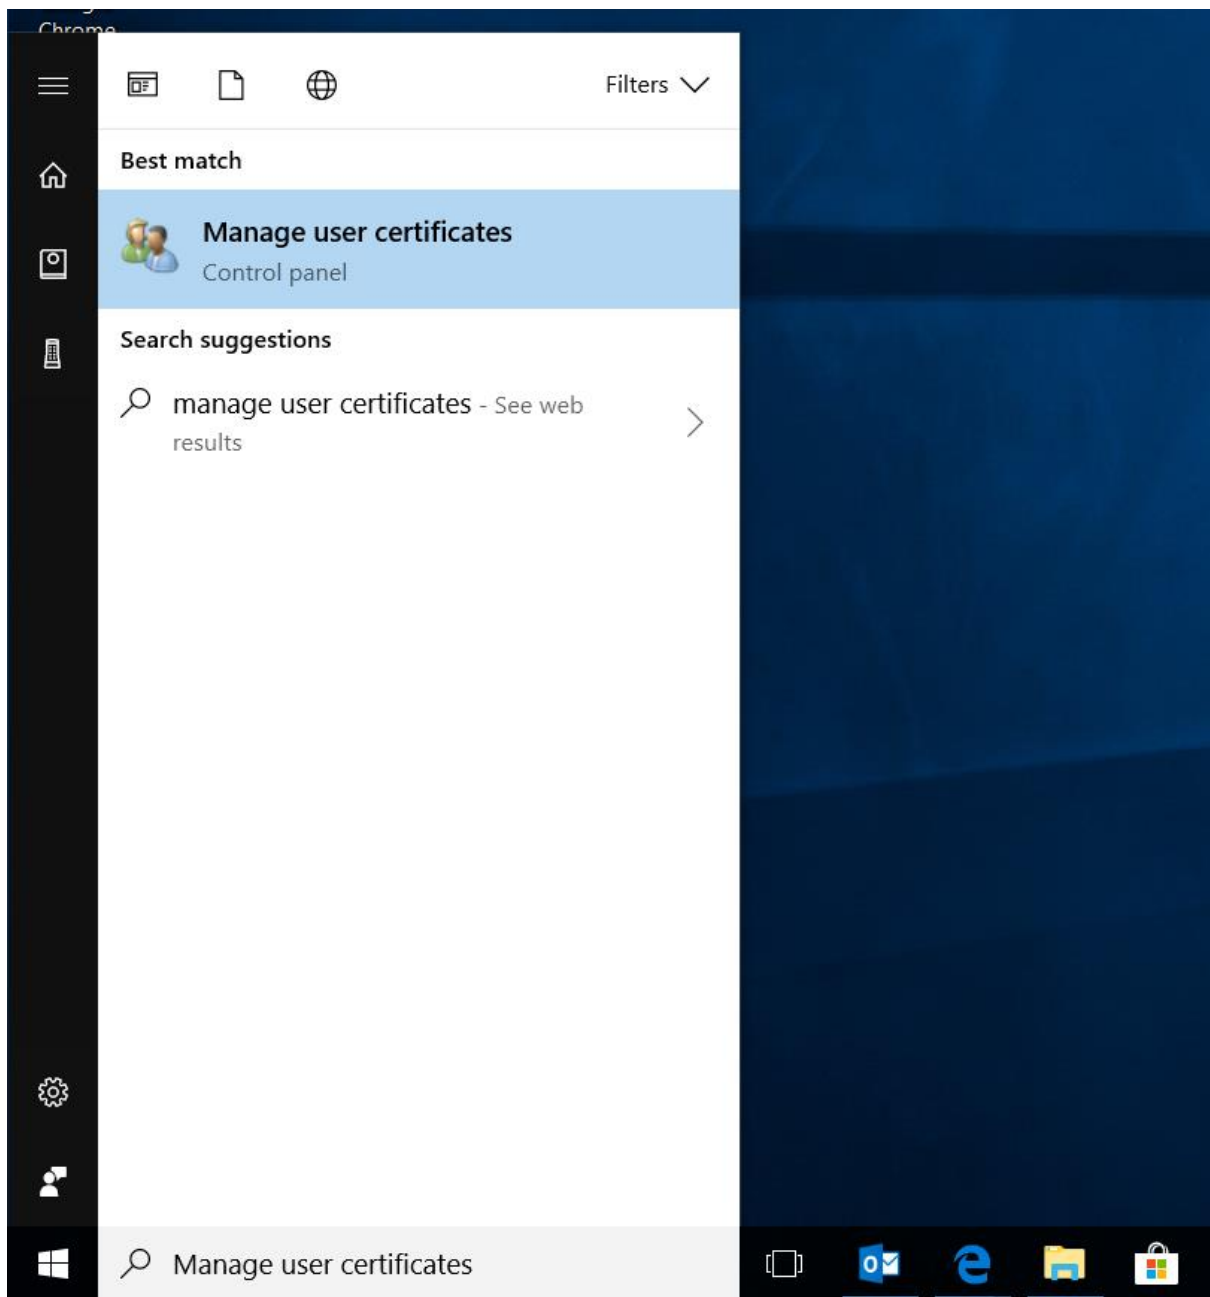 Chrome
Filters
Best match
Manage user certificates
Control panel
Search suggestions
manage user certificates - See web
results
Manage user certificates